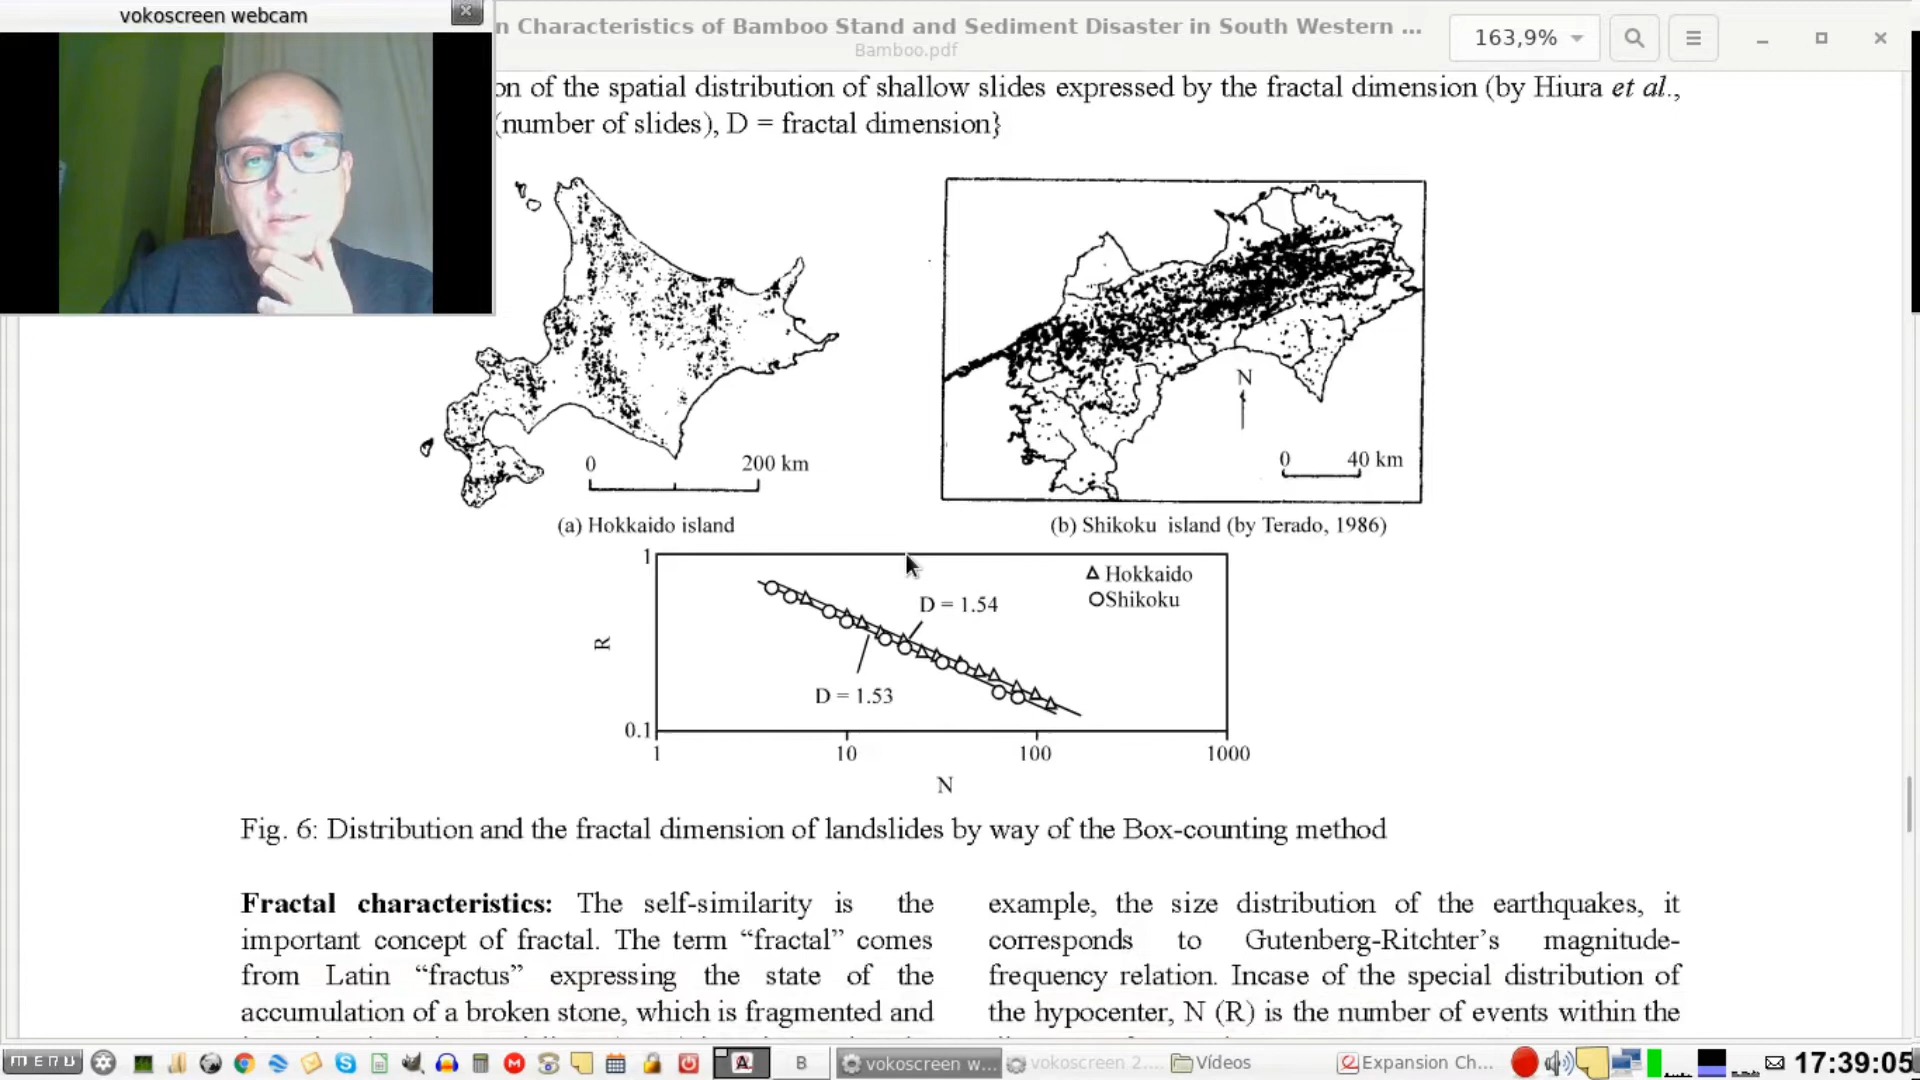 vokoscreen webcam
n Characteristics of Bamboo Stand and Sediment Disaster in South Western ...
Bamboo.pdf
163,9%
on of the spatial distribution of shallow slides expressed by the fractal dimension (by Hiura et al.,
(number of slides), D = fractal dimension}
0 200 km
(a) Hokkaido island
N
0 40 km
(b) Shikoku island (by Terado, 1986)
1
Hokkaido
Shikoku
D = 1.54
R
D = 1.53
0.1
1 10 100 1000
N
Fig. 6: Distribution and the fractal dimension of landslides by way of the Box-counting method
Fractal characteristics: The self-similarity is the
important concept of fractal. The term “fractal” comes
from Latin “fractus” expressing the state of the
accumulation of a broken stone, which is fragmented and
example, the size distribution of the earthquakes, it
corresponds to Gutenberg-Ritchter’s magnitude-
frequency relation. Incase of the special distribution of
the hypocenter, N (R) is the number of events within the
menu
A
B
vokoscreen w...
vokoscreen 2....
Vídeos
Expansion Ch...
17:39:05